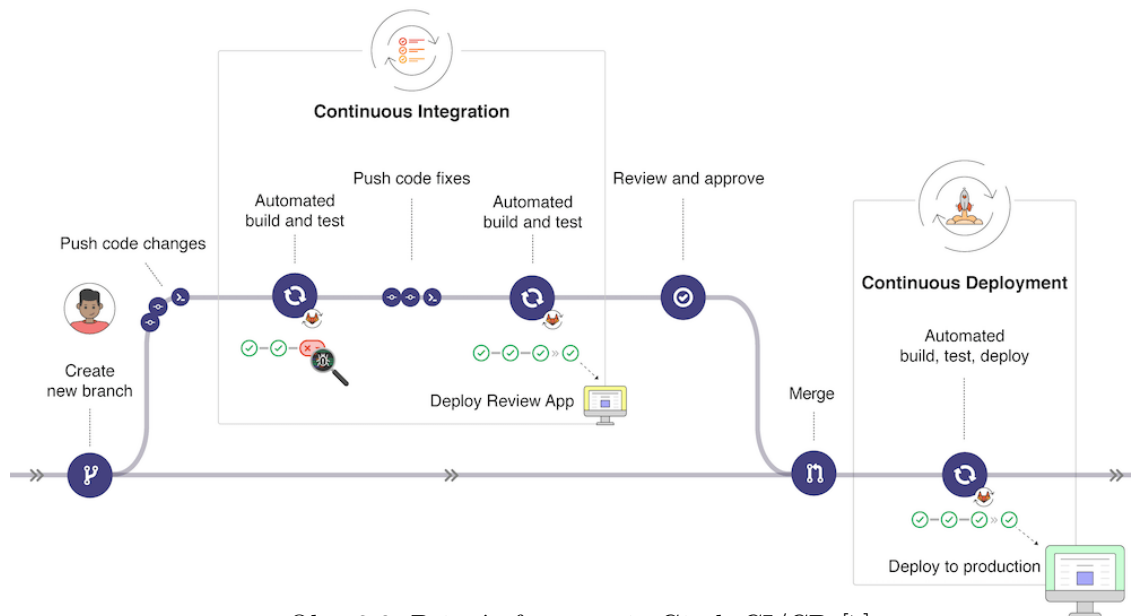 Continuous Integration
Push code fixes
Review and approve
Automated
build and test
Automated
build and test
Push code changes
Continuous Deployment
Automated
build, test, deploy
Create
new branch
Deploy Review App
Merge
Deploy to production